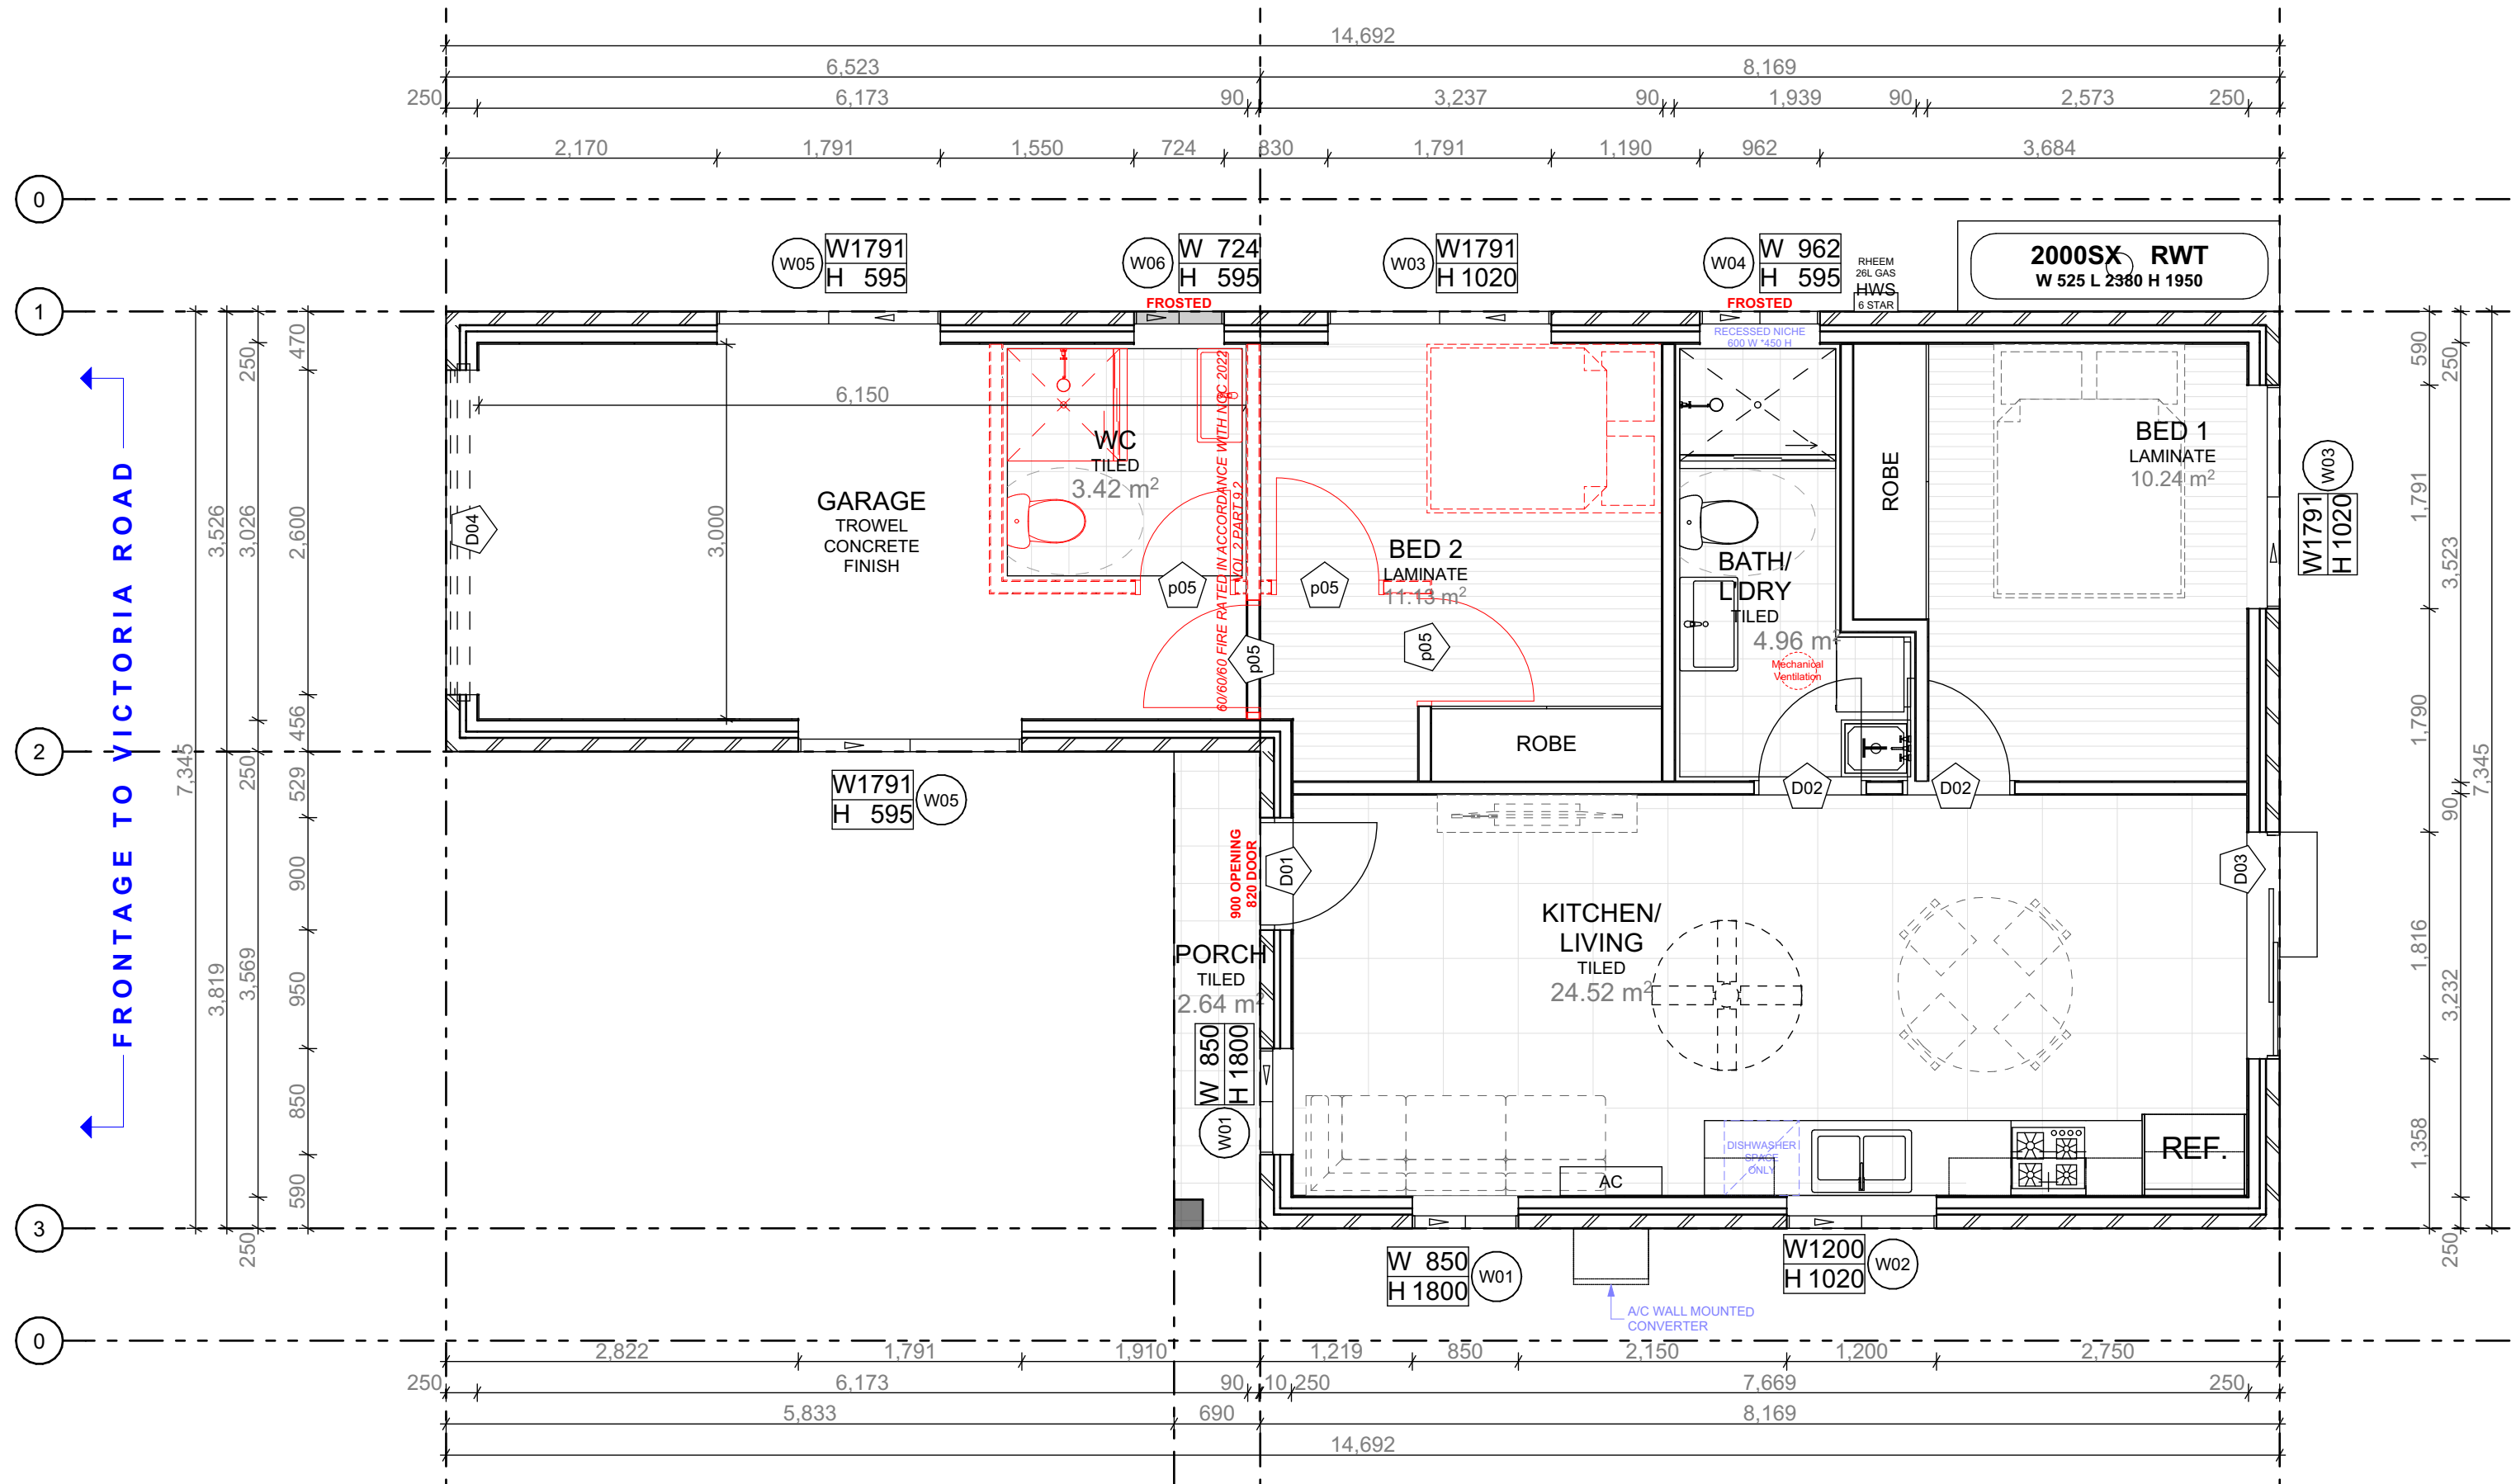 14,692
6,523
8,169
250
6,173
90
3,237
90
1,939
90
2,573
250
2,170
1,791
1,550
724
830
1,791
1,190
962
3,684
0
W05
W1791
H 595
W06
W 724
H 595
FROSTED
W03
W1791
H 1020
W04
W 962
H 595
FROSTED
RHEEM
26L GAS
HWS
6 STAR
2000SX RWT
W 525 L 2380 H 1950
1
RECESSED NICHE
600 W *450 H
FRONTAGE TO VICTORIA ROAD
7,345
3,526
3,819
250
3,026
250
3,569
250
470
2,600
456
529
900
950
850
590
D04
6,150
3,000
GARAGE
TROWEL
CONCRETE
FINISH
WC
TILED
3.42 m²
60/60/60 FIRE RATED IN ACCORDANCE WITH NCC 2022
VOL 2 PART 9.2
p05
p05
p05
p05
BED 2
LAMINATE
11.13 m²
ROBE
BATH/
L'DRY
TILED
4.96 m²
Mechanical
Ventilation
ROBE
BED 1
LAMINATE
10.24 m²
W03
W1791
H 1020
590
1,791
1,790
1,816
1,358
250
3,523
90
3,232
250
7,345
2
W1791
H 595
W05
D02
D02
900 OPENING
820 DOOR
D01
D03
PORCH
TILED
2.64 m²
W 850
H 1800
W01
KITCHEN/
LIVING
TILED
24.52 m²
DISHWASHER
SPACE
ONLY
REF.
AC
3
W 850
H 1800
W01
W1200
H 1020
W02
A/C WALL MOUNTED
CONVERTER
0
2,822
1,791
1,910
1,219
850
2,150
1,200
2,750
250
6,173
90
10
250
7,669
250
5,833
690
8,169
14,692